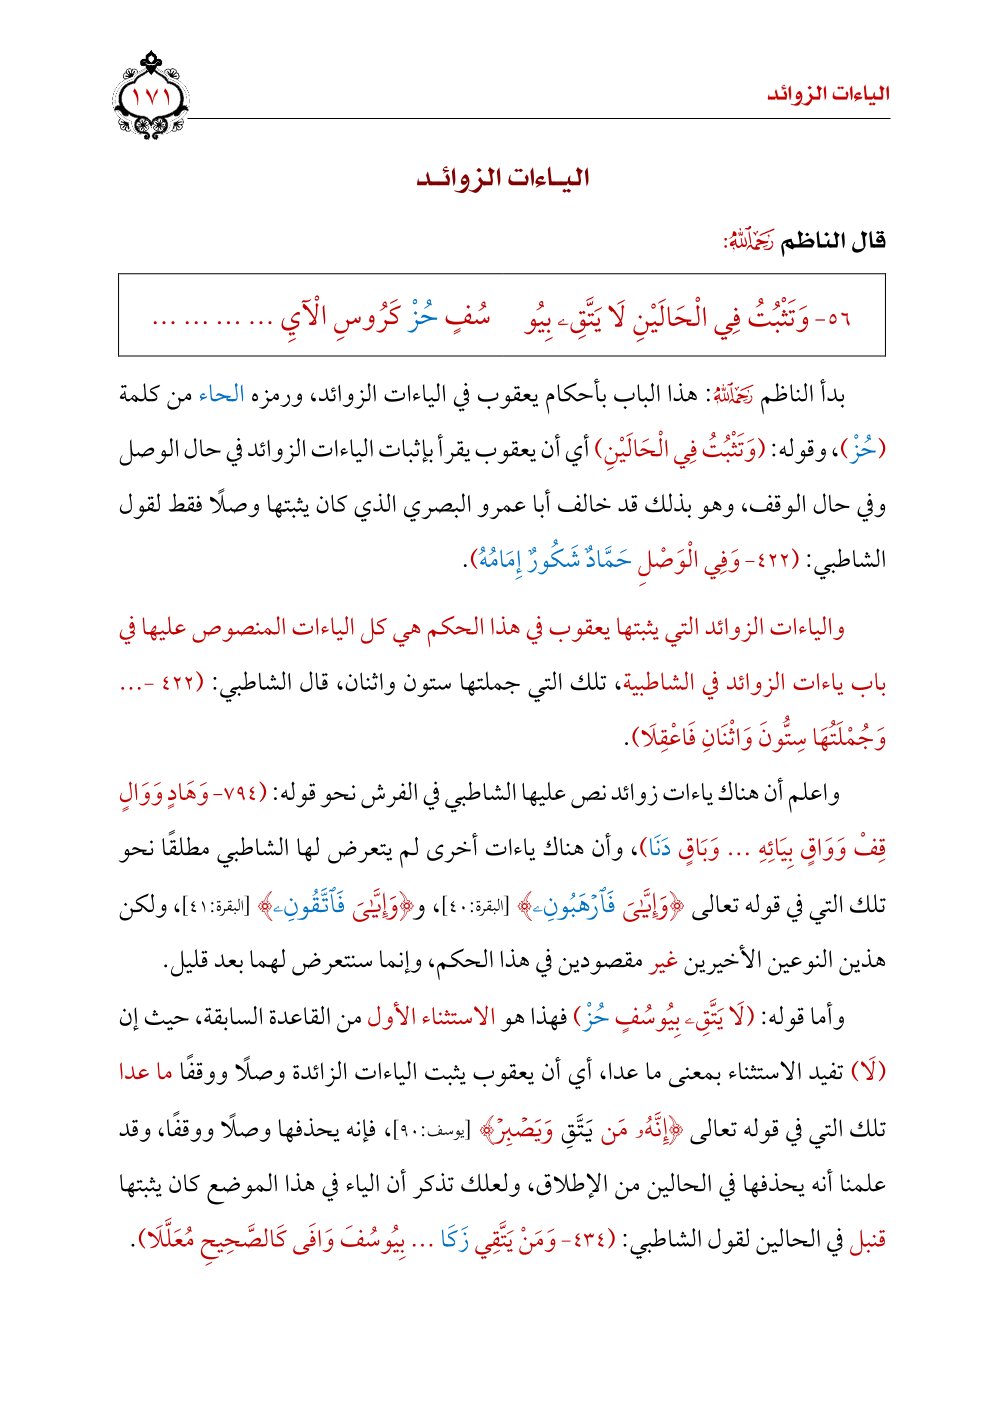 الياءات الزوائد
١٧١
اليـاءات الزوائـد
قال الناظم رَحِمَهُ ٱللَّهُ:
٥٦- وَتَثْبُتُ فِي الْحَالَيْنِ لَا يَتَّقِے بِيُو سُفٍ حُزْ كَرُوسِ الْآيِ ... ... ... ...
بدأ الناظم رَحِمَهُ ٱللَّهُ: هذا الباب بأحكام يعقوب في الياءات الزوائد، ورمزه الحاء من كلمة
(حُزْ)، وقوله: (وَتَثْبُتُ فِي الْحَالَيْنِ) أي أن يعقوب يقرأ بإثبات الياءات الزوائد في حال الوصل
وفي حال الوقف، وهو بذلك قد خالف أبا عمرو البصري الذي كان يثبتها وصلًا فقط لقول
الشاطبي: (٤٢٢- وَفِي الْوَصْلِ حَمَّادٌ شَكُورٌ إِمَامُهُ).
والياءات الزوائد التي يثبتها يعقوب في هذا الحكم هي كل الياءات المنصوص عليها في
باب ياءات الزوائد في الشاطبية، تلك التي جملتها ستون واثنان، قال الشاطبي: (٤٢٢ -...
وَجُمْلَتُهَا سِتُّونَ وَاثْنَانِ فَاعْقِلَا).
واعلم أن هناك ياءات زوائد نص عليها الشاطبي في الفرش نحو قوله: (٧٩٤- وَهَادٍ وَوَالٍ
قِفْ وَوَاقٍ بِيَائِهِ ... وَبَاقٍ دَنَا)، وأن هناك ياءات أخرى لم يتعرض لها الشاطبي مطلقًا نحو
تلك التي في قوله تعالى ﴿وَإِيَّٰيَ فَٱرۡهَبُونِۦ﴾ [البقرة:٤٠]، و﴿وَإِيَّٰيَ فَٱتَّقُونِۦ﴾ [البقرة:٤١]، ولكن
هذين النوعين الأخيرين غير مقصودين في هذا الحكم، وإنما سنتعرض لهما بعد قليل.
وأما قوله: (لَا يَتَّقِے بِيُوسُفٍ حُزْ) فهذا هو الاستثناء الأول من القاعدة السابقة، حيث إن
(لَا) تفيد الاستثناء بمعنى ما عدا، أي أن يعقوب يثبت الياءات الزائدة وصلًا ووقفًا ما عدا
تلك التي في قوله تعالى ﴿إِنَّهُۥ مَن يَتَّقِ وَيَصۡبِرۡ﴾ [يوسف:٩٠]، فإنه يحذفها وصلًا ووقفًا، وقد
علمنا أنه يحذفها في الحالين من الإطلاق، ولعلك تذكر أن الياء في هذا الموضع كان يثبتها
قنبل في الحالين لقول الشاطبي: (٤٣٤- وَمَنْ يَتَّقِي زَكَا ... بِيُوسُفَ وَافَى كَالصَّحِيحِ مُعَلَّلَا).